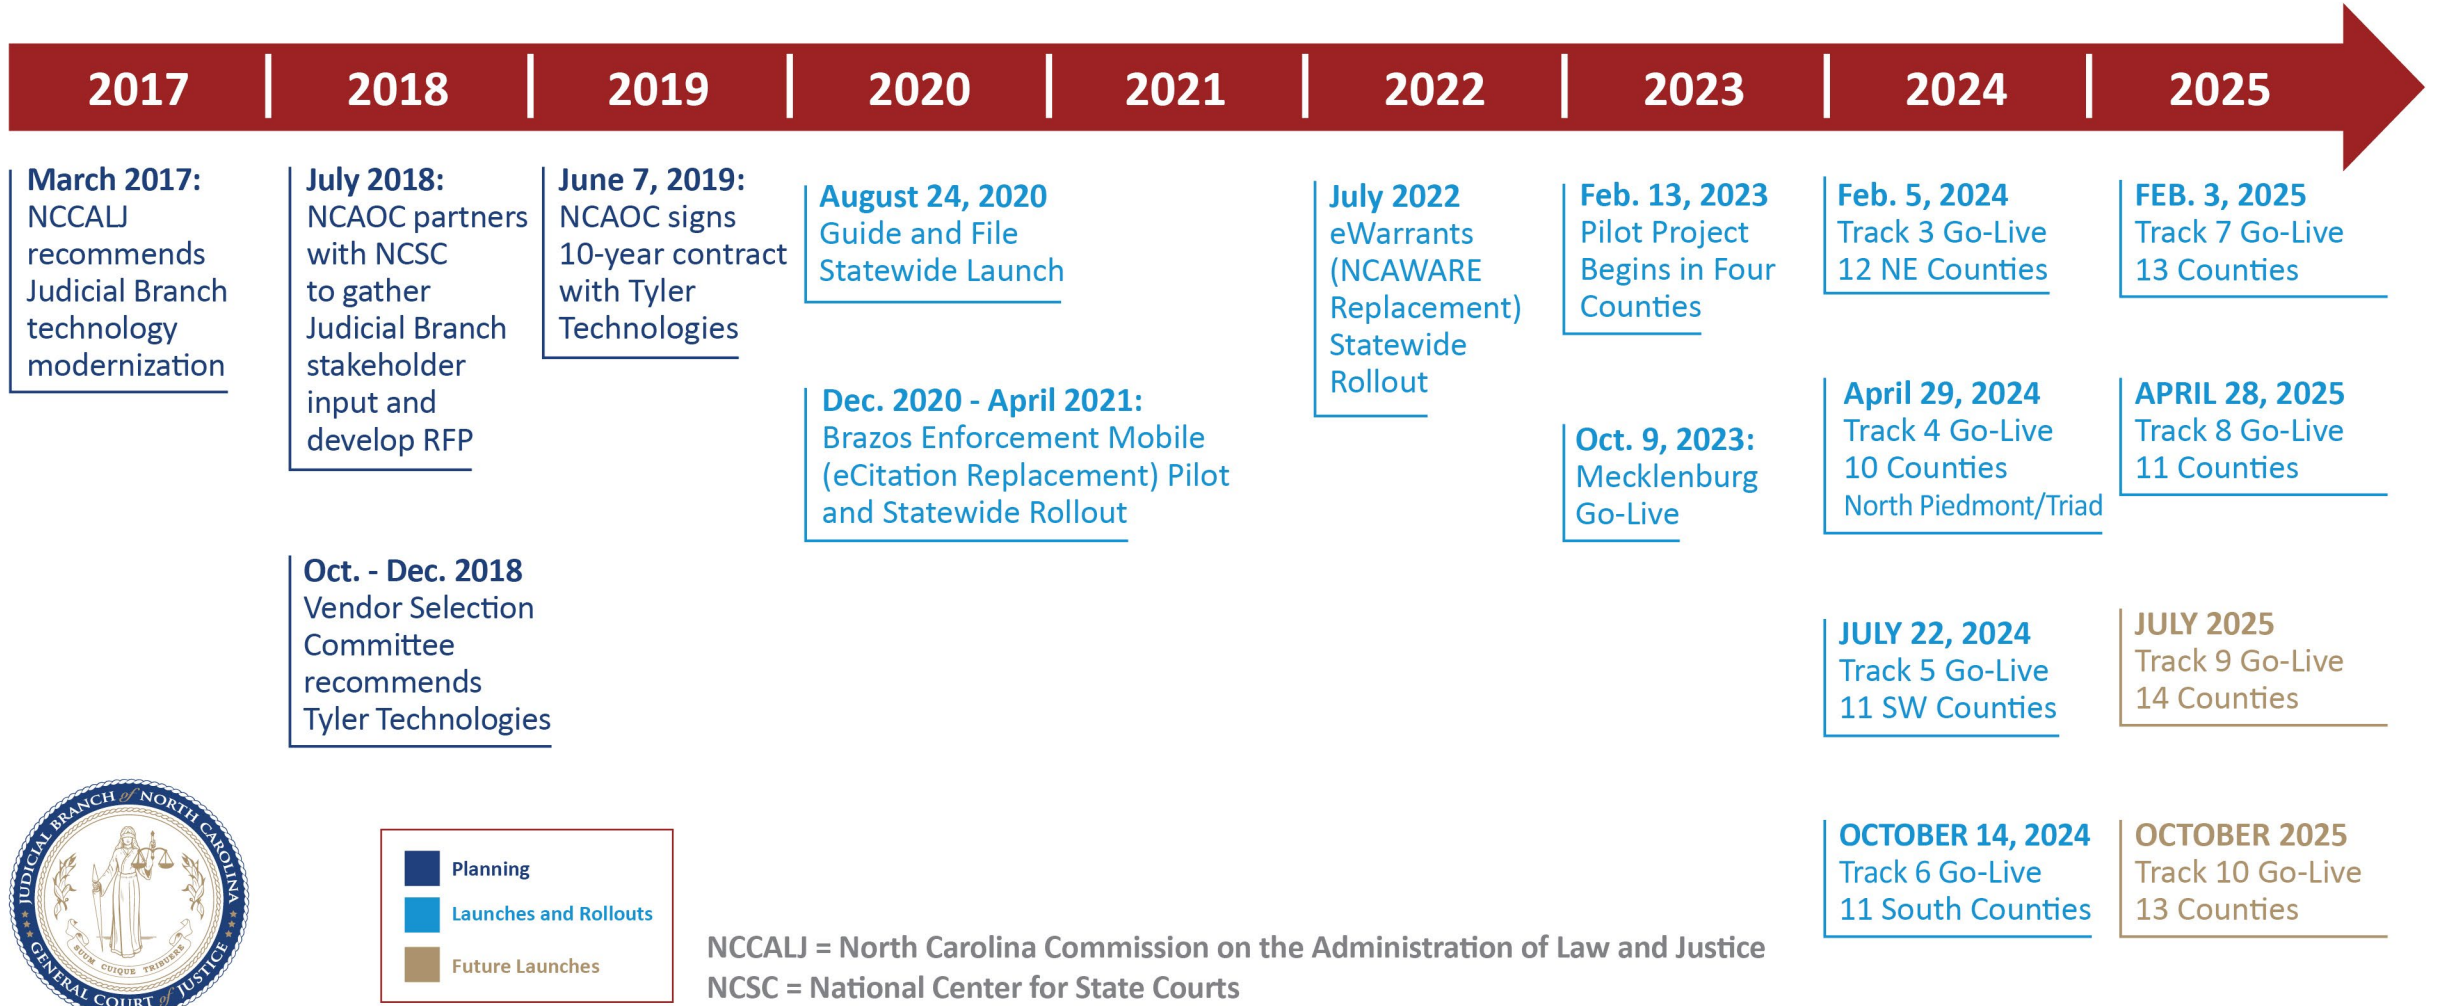 2017
2018
2019
2020
2021
2022
2023
2024
2025
March 2017:
NCCALJ
recommends
Judicial Branch
technology
modernization
July 2018:
NCAOC partners
with NCSC
to gather
Judicial Branch
stakeholder
input and
develop RFP
Oct. - Dec. 2018
Vendor Selection
Committee
recommends
Tyler Technologies
June 7, 2019:
NCAOC signs
10-year contract
with Tyler
Technologies
August 24, 2020
Guide and File
Statewide Launch
Dec. 2020 - April 2021:
Brazos Enforcement Mobile
(eCitation Replacement) Pilot
and Statewide Rollout
July 2022
eWarrants
(NCAWARE
Replacement)
Statewide
Rollout
Feb. 13, 2023
Pilot Project
Begins in Four
Counties
Oct. 9, 2023:
Mecklenburg
Go-Live
Feb. 5, 2024
Track 3 Go-Live
12 NE Counties
April 29, 2024
Track 4 Go-Live
10 Counties
North Piedmont/Triad
JULY 22, 2024
Track 5 Go-Live
11 SW Counties
OCTOBER 14, 2024
Track 6 Go-Live
11 South Counties
FEB. 3, 2025
Track 7 Go-Live
13 Counties
APRIL 28, 2025
Track 8 Go-Live
11 Counties
JULY 2025
Track 9 Go-Live
14 Counties
OCTOBER 2025
Track 10 Go-Live
13 Counties
JUDICIAL BRANCH of NORTH CAROLINA
SUUM CUIQUE TRIBUERE
GENERAL COURT of JUSTICE
Planning
Launches and Rollouts
Future Launches
NCCALJ = North Carolina Commission on the Administration of Law and Justice
NCSC = National Center for State Courts